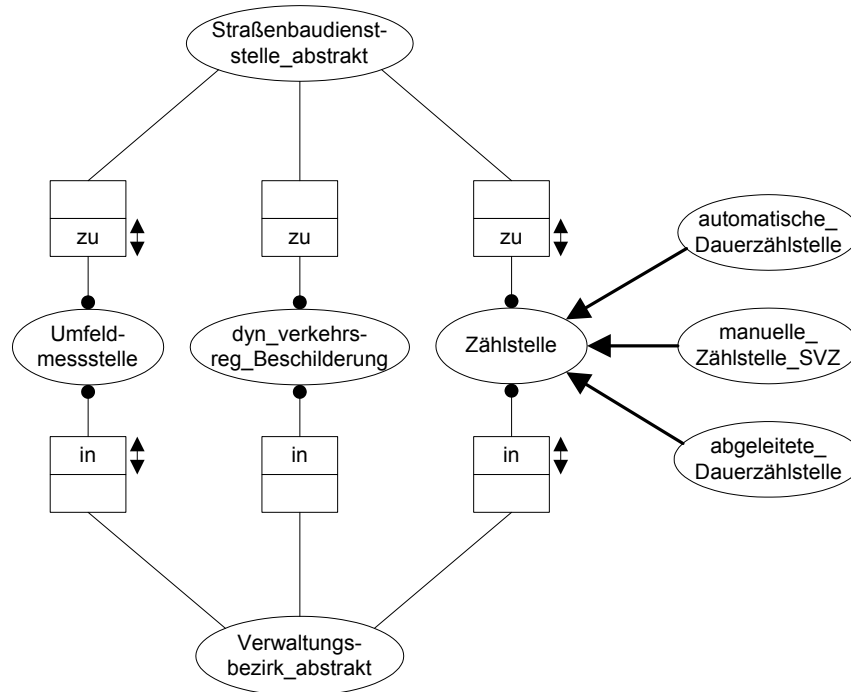 Straßenbaudienst-
stelle_abstrakt
zu
zu
zu
automatische_
Dauerzählstelle
Umfeld-
messstelle
dyn_verkehrs-
reg_Beschilderung
Zählstelle
manuelle_
Zählstelle_SVZ
in
in
in
abgeleitete_
Dauerzählstelle
Verwaltungs-
bezirk_abstrakt